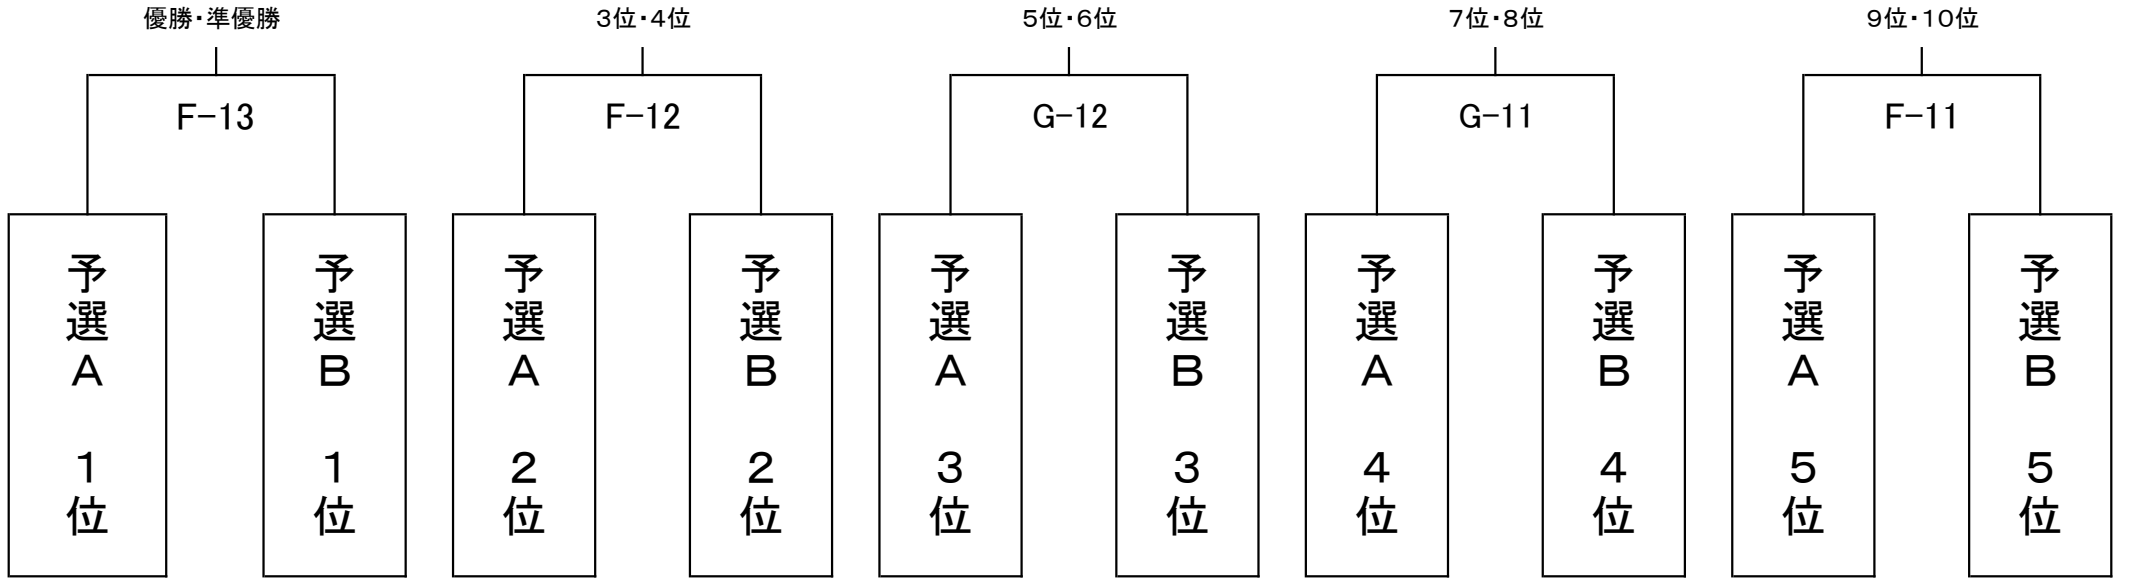 優勝・準優勝
3位・4位
5位・6位
7位・8位
9位・10位
F-13
F-12
G-12
G-11
F-11
予選A 1位
予選B 1位
予選A 2位
予選B 2位
予選A 3位
予選B 3位
予選A 4位
予選B 4位
予選A 5位
予選B 5位